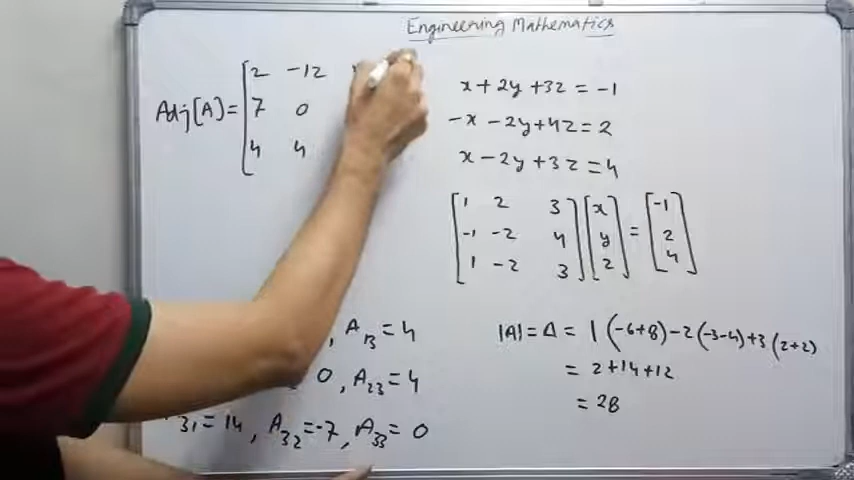 Engineering Mathematics
Adj[A] = [2 -12
7 0
4 4
x + 2y + 3z = -1
-x - 2y + 4z = 2
x - 2y + 3z = 4
[1 2 3] [x] = [-1]
[-1 -2 4] [y] [2]
[1 -2 3] [z] [4]
, A13 = 4
0, A23 = 4
31 = 14, A32 = -7, A33 = 0
|A| = Δ = 1(-6+8) -2(-3-4) +3(2+2)
= 2+14+12
= 28